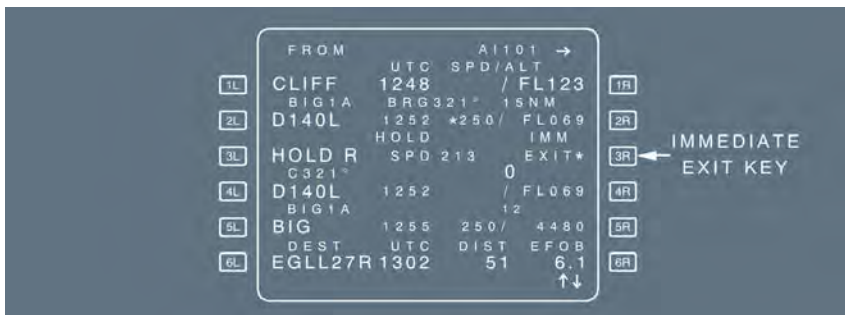 FROM AI101 →
UTC SPD/ALT
1L CLIFF 1248 / FL123 1R
BIG1A BRG321° 15NM
2L D140L 1252 *250/ FL069 2R
HOLD IMM
3L HOLD R SPD 213 EXIT* 3R
IMMEDIATE
EXIT KEY
C321° 0
4L D140L 1252 / FL069 4R
BIG1A 12
5L BIG 1255 250/ 4480 5R
DEST UTC DIST EFOB
6L EGLL27R 1302 51 6.1 6R
↑↓